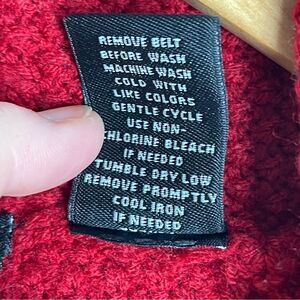 REMOVE BELT
BEFORE WASH
MACHINE WASH
COLD WITH
LIKE COLORS
GENTLE CYCLE
USE NON-
CHLORINE BLEACH
IF NEEDED
TUMBLE DRY LOW
REMOVE PROMPTLY
COOL IRON
IF NEEDED